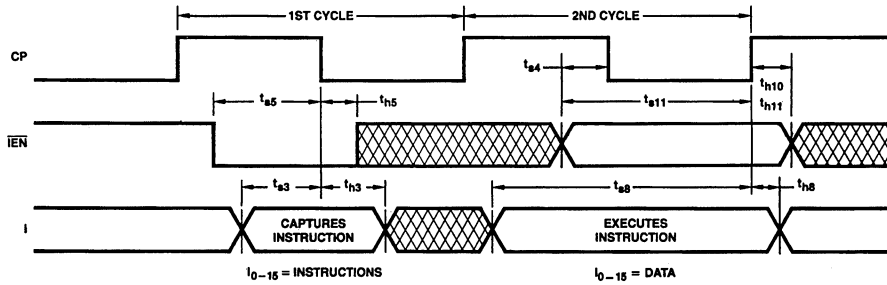 1ST CYCLE 2ND CYCLE
CP
ts4 th10
ts5 th5 ts11 th11
IEN
ts3 th3 ts8 th8
I CAPTURES INSTRUCTION EXECUTES INSTRUCTION
I0–15 = INSTRUCTIONS I0–15 = DATA